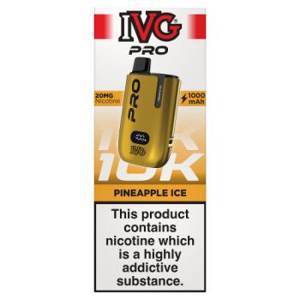 IVG
PRO
20MG
Nicotine
1000
mAh
PRO
IVG
10K
PINEAPPLE ICE
This product
contains
nicotine which
is a highly
addictive
substance.